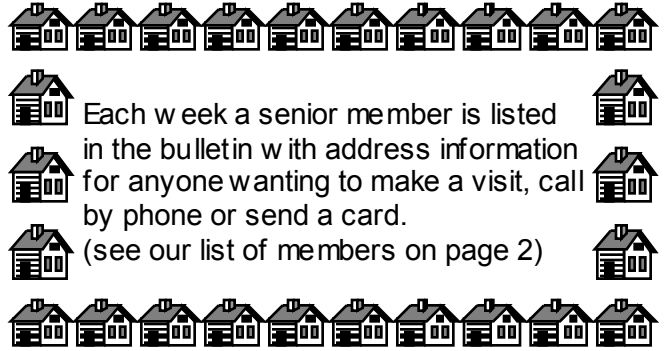 Each week a senior member is listed
in the bulletin with address information
for anyone wanting to make a visit, call
by phone or send a card.
(see our list of members on page 2)